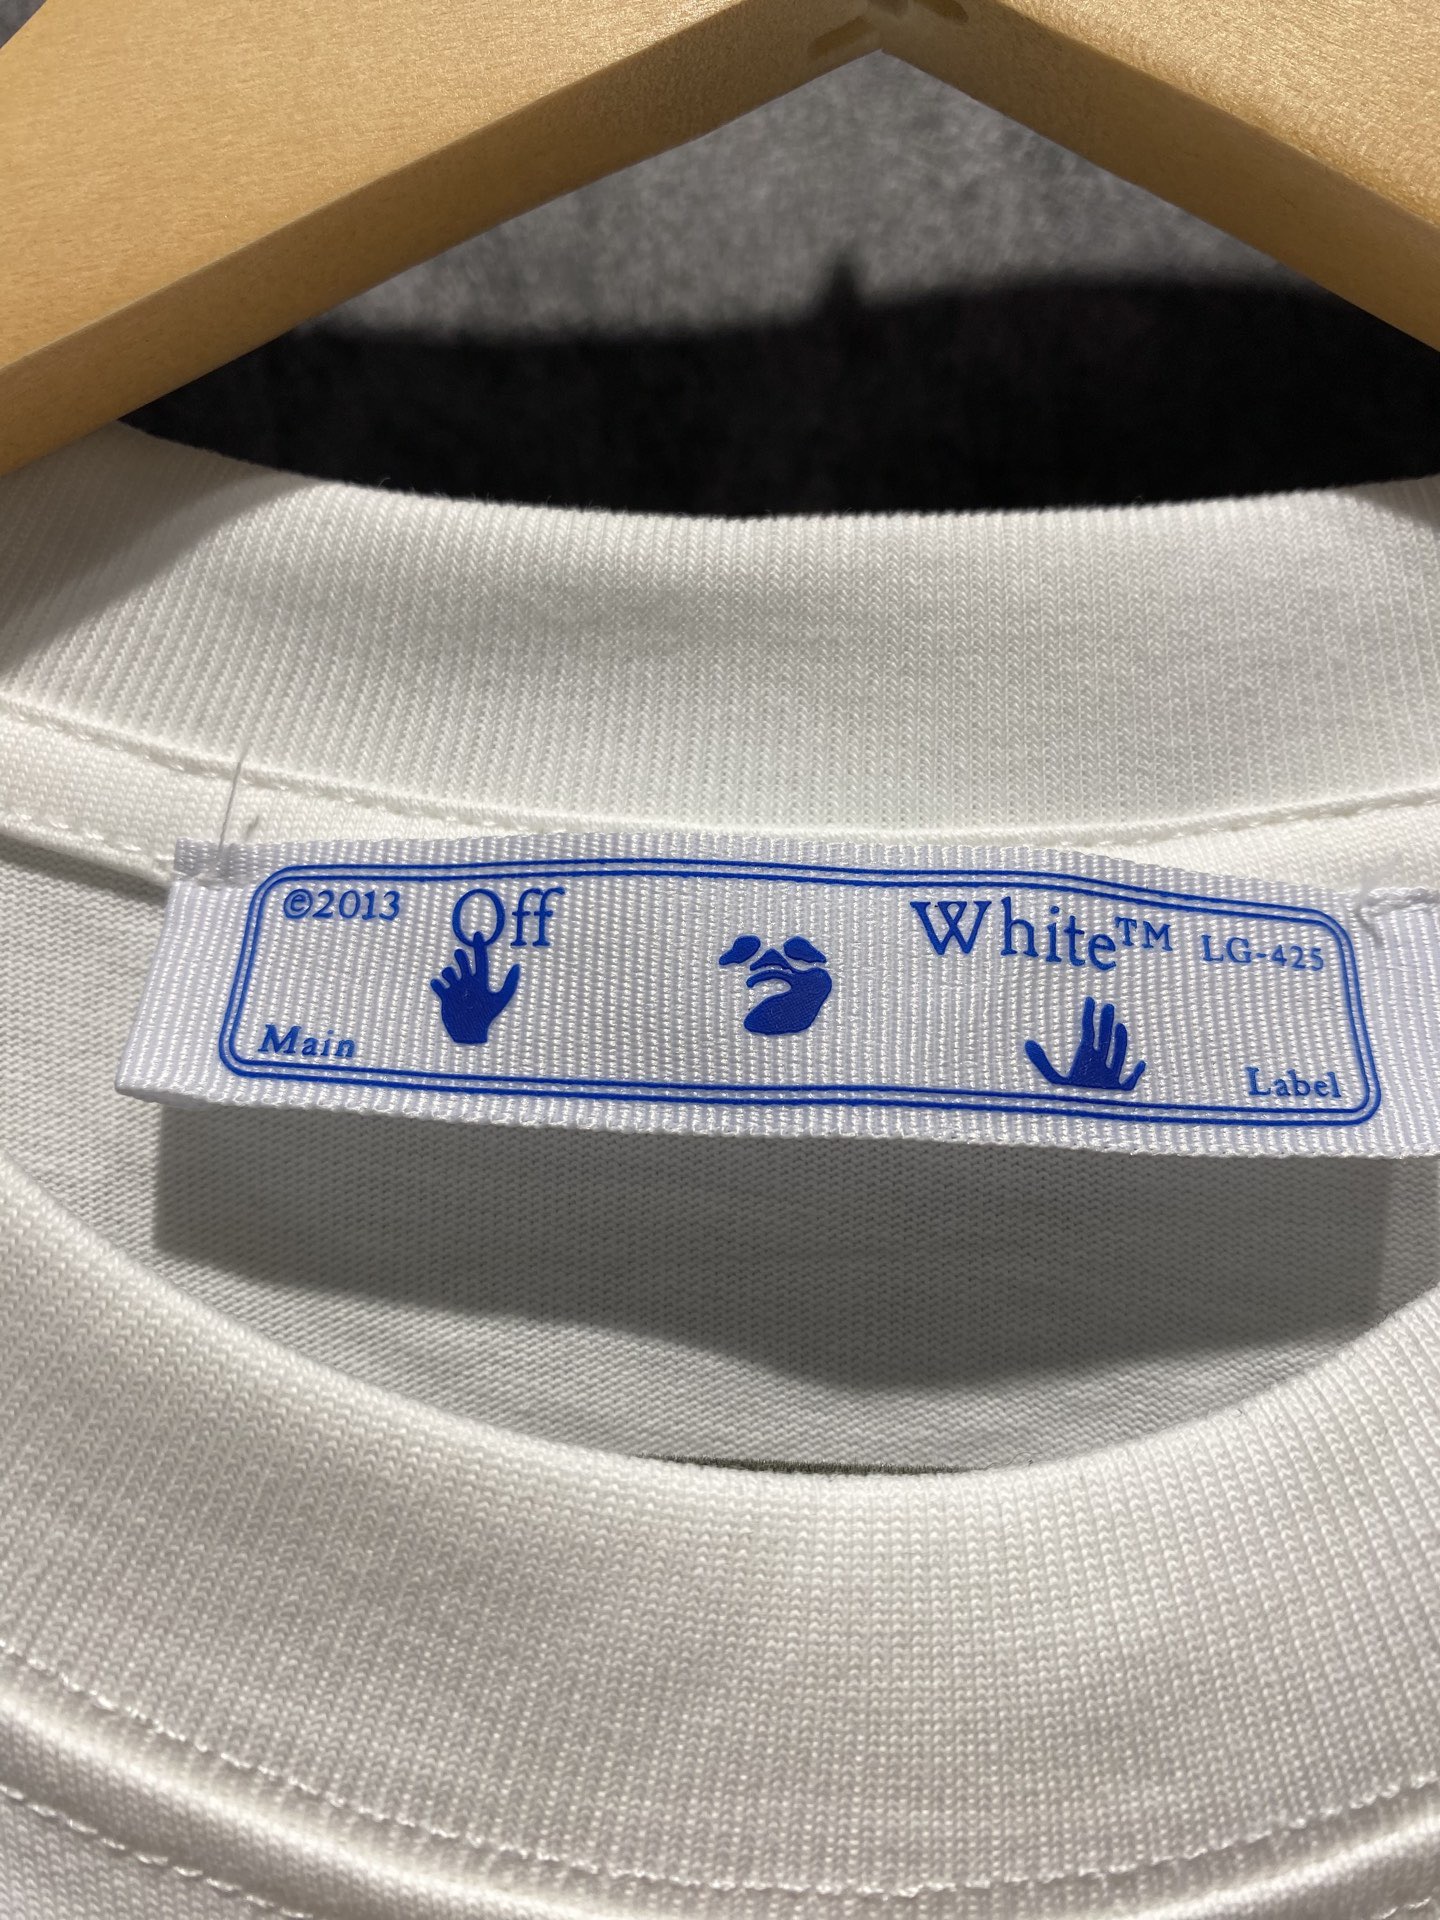 ©2013 Off White™ LG-425
Main Label